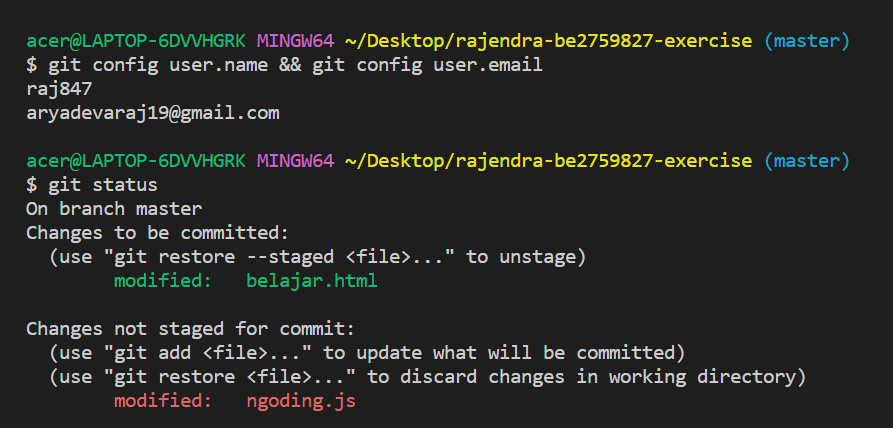 acer@LAPTOP-6DVVHGRK MINGW64 ~/Desktop/rajendra-be2759827-exercise (master)
$ git config user.name && git config user.email
raj847
aryadevaraj19@gmail.com
acer@LAPTOP-6DVVHGRK MINGW64 ~/Desktop/rajendra-be2759827-exercise (master)
$ git status
On branch master
Changes to be committed:
  (use "git restore --staged <file>..." to unstage)
        modified:   belajar.html
Changes not staged for commit:
  (use "git add <file>..." to update what will be committed)
  (use "git restore <file>..." to discard changes in working directory)
        modified:   ngoding.js